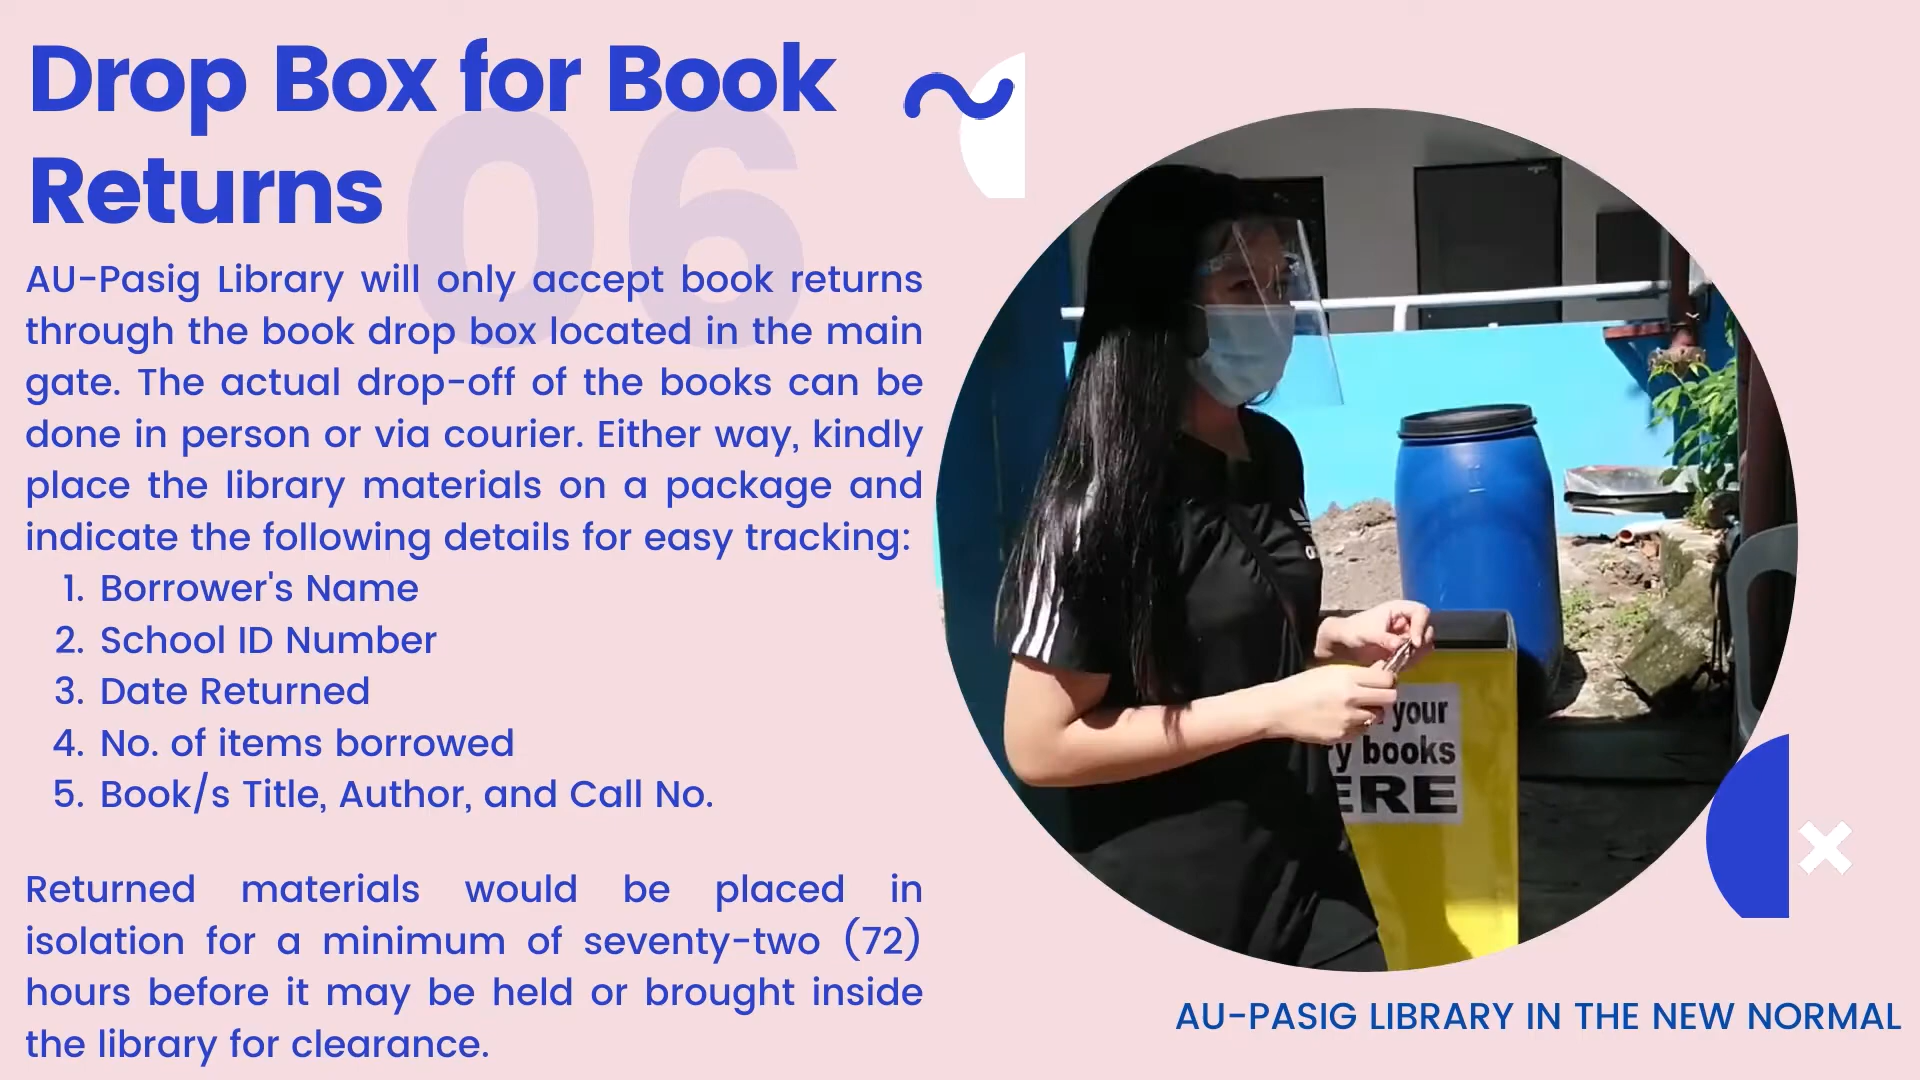 Drop Box for Book
Returns
06
AU-Pasig Library will only accept book returns
through the book drop box located in the main
gate. The actual drop-off of the books can be
done in person or via courier. Either way, kindly
place the library materials on a package and
indicate the following details for easy tracking:
1. Borrower's Name
2. School ID Number
3. Date Returned
4. No. of items borrowed
5. Book/s Title, Author, and Call No.
Returned materials would be placed in
isolation for a minimum of seventy-two (72)
hours before it may be held or brought inside
the library for clearance.
your
y books
ERE
AU-PASIG LIBRARY IN THE NEW NORMAL